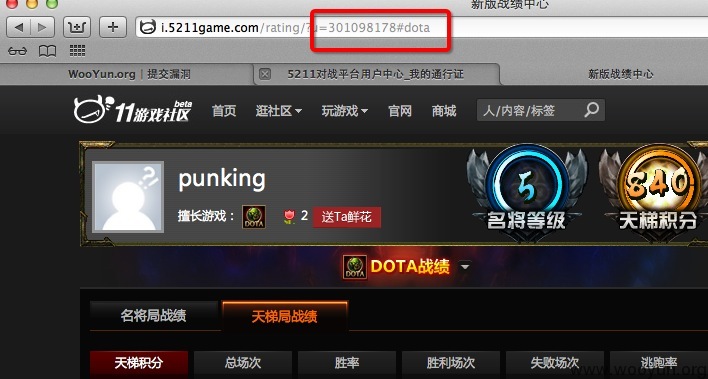 新版战绩中心
i.5211game.com/rating/?u=301098178#dota
WooYun.org | 提交漏洞
5211对战平台用户中心_我的通行证
新版战绩中心
11游戏社区 beta
首页
逛社区
玩游戏
官网
商城
人/内容/标签
punking
擅长游戏：
DOTA
2
送Ta鲜花
5
名将等级
840
天梯积分
DOTA
DOTA战绩
名将局战绩
天梯局战绩
天梯积分
总场次
胜率
胜利场次
失败场次
逃跑率
www.wooyun.org